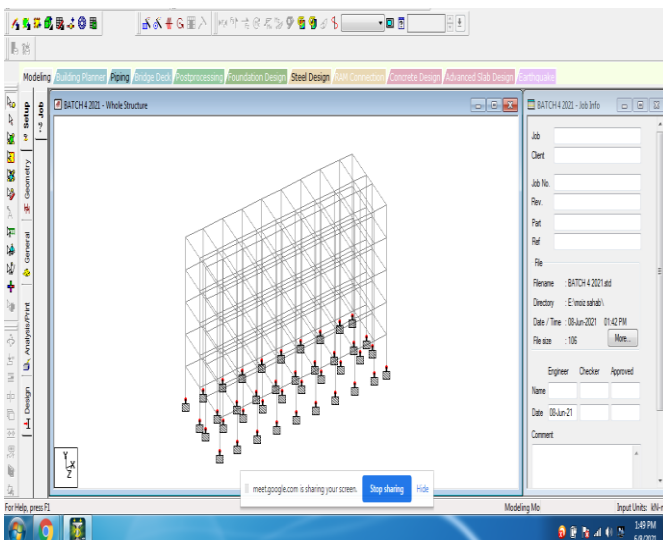 Modeling Building Planner Piping Bridge Deck Postprocessing Foundation Design Steel Design RAM Connection Concrete Design Advanced Slab Design Earthquake
BATCH 4 2021 - Whole Structure
BATCH 4 2021 - Job Info
Setup
Job
Geometry
General
Analysis/Print
Design
Job
Client
Job No.
Rev.
Part
Ref
File
Filename : BATCH 4 2021.std
Directory : E:\moiz sahab\
Date / Time : 08-Jun-2021 01:42 PM
File size : 106 More...
Engineer Checker Approved
Name
Date 08-Jun-21
Comment
Y
X
Z
meet.google.com is sharing your screen. Stop sharing Hide
For Help, press F1
Modeling Mo
Input Units: kN-m
1:49 PM
6/8/2021